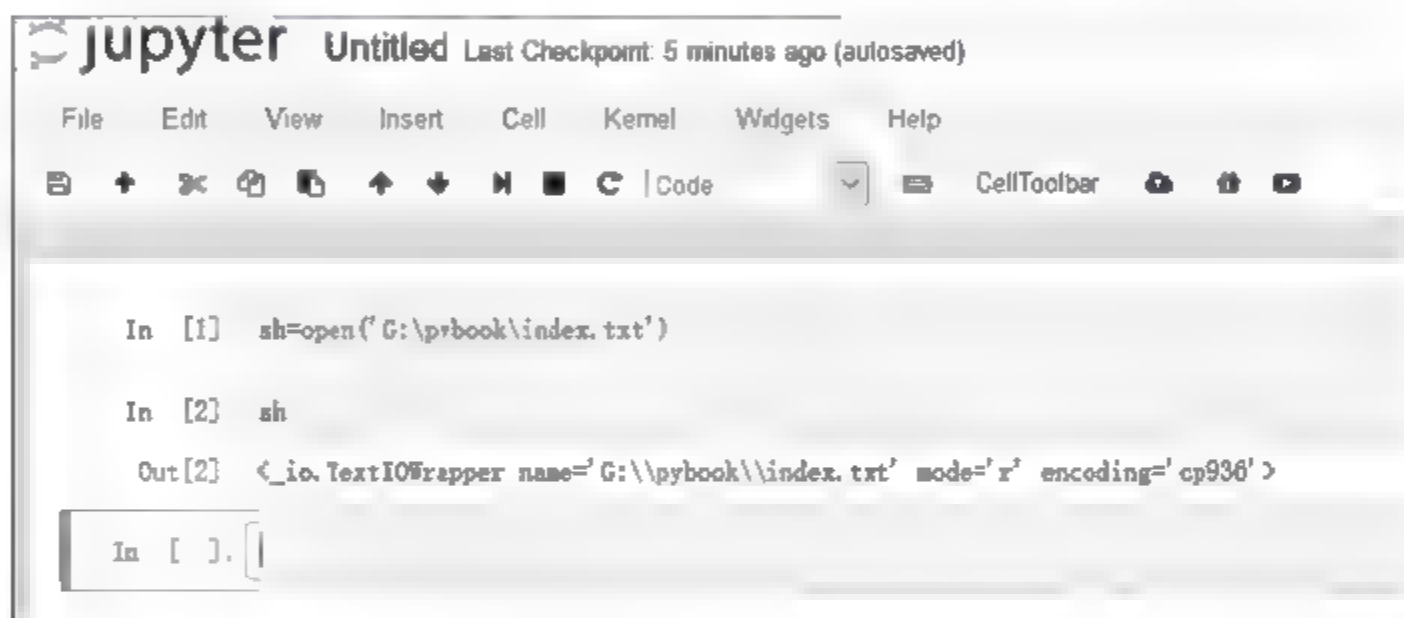 jupyter Untitled Last Checkpoint: 5 minutes ago (autosaved)
File Edit View Insert Cell Kernel Widgets Help
Code CellToolbar
In [1] sh=open('G:\pybook\index.txt')
In [2] sh
Out[2] <_io.TextIOWrapper name='G:\\pybook\\index.txt' mode='r' encoding='cp936'>
In [ ].